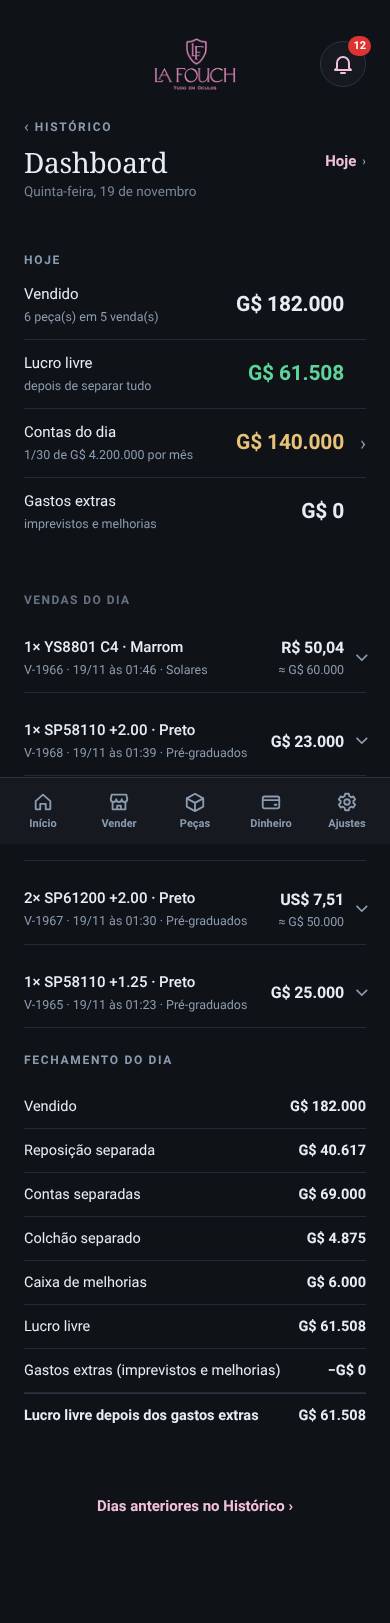 LF
LA FOUCH
TUDO EM ÓCULOS
12
‹ HISTÓRICO
Dashboard
Hoje ›
Quinta-feira, 19 de novembro
HOJE
Vendido
G$ 182.000
6 peça(s) em 5 venda(s)
Lucro livre
G$ 61.508
depois de separar tudo
Contas do dia
G$ 140.000 ›
1/30 de G$ 4.200.000 por mês
Gastos extras
G$ 0
imprevistos e melhorias
VENDAS DO DIA
1× YS8801 C4 · Marrom
R$ 50,04
V-1966 · 19/11 às 01:46 · Solares
≈ G$ 60.000
1× SP58110 +2.00 · Preto
G$ 23.000
V-1968 · 19/11 às 01:39 · Pré-graduados
Início
Vender
Peças
Dinheiro
Ajustes
2× SP61200 +2.00 · Preto
US$ 7,51
V-1967 · 19/11 às 01:30 · Pré-graduados
≈ G$ 50.000
1× SP58110 +1.25 · Preto
G$ 25.000
V-1965 · 19/11 às 01:23 · Pré-graduados
FECHAMENTO DO DIA
Vendido G$ 182.000
Reposição separada G$ 40.617
Contas separadas G$ 69.000
Colchão separado G$ 4.875
Caixa de melhorias G$ 6.000
Lucro livre G$ 61.508
Gastos extras (imprevistos e melhorias) −G$ 0
Lucro livre depois dos gastos extras G$ 61.508
Dias anteriores no Histórico ›